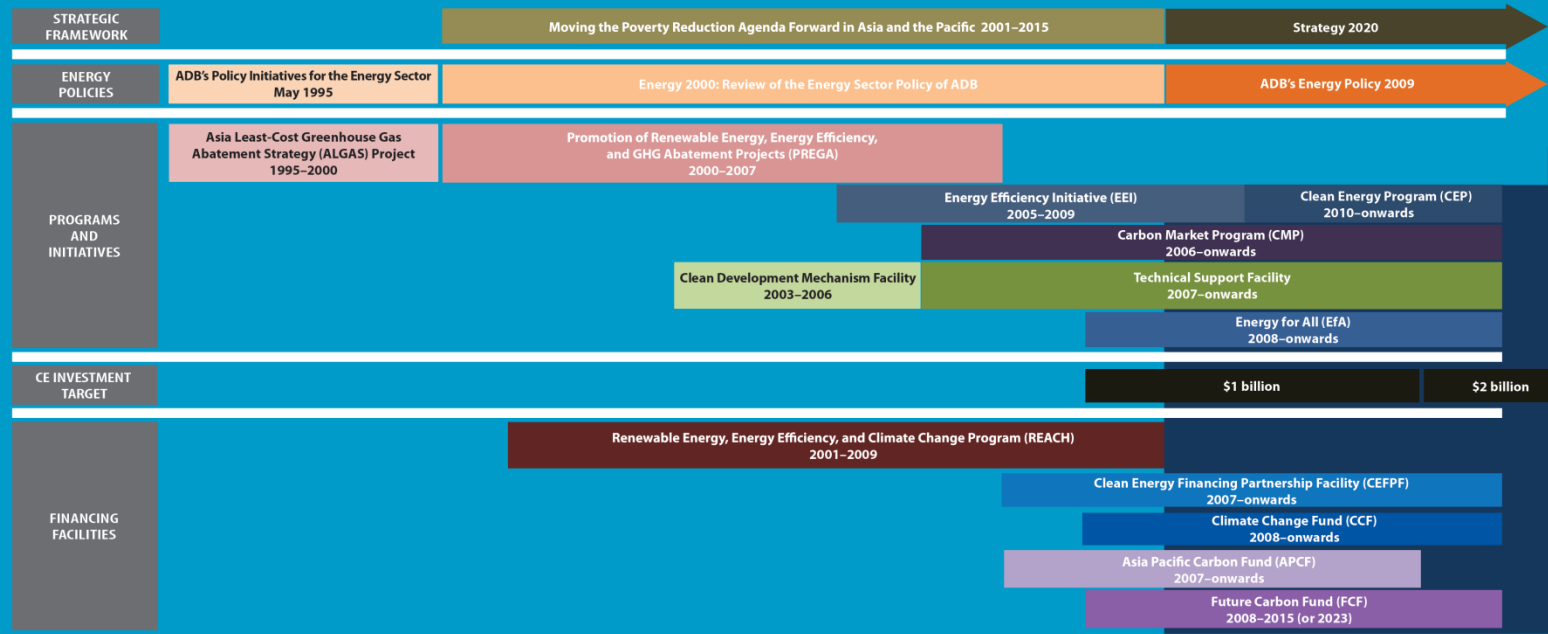 STRATEGIC
FRAMEWORK
Moving the Poverty Reduction Agenda Forward in Asia and the Pacific 2001–2015
Strategy 2020
ENERGY
POLICIES
ADB's Policy Initiatives for the Energy Sector
May 1995
Energy 2000: Review of the Energy Sector Policy of ADB
ADB's Energy Policy 2009
PROGRAMS
AND
INITIATIVES
Asia Least-Cost Greenhouse Gas
Abatement Strategy (ALGAS) Project
1995–2000
Promotion of Renewable Energy, Energy Efficiency,
and GHG Abatement Projects (PREGA)
2000–2007
Energy Efficiency Initiative (EEI)
2005–2009
Clean Energy Program (CEP)
2010–onwards
Carbon Market Program (CMP)
2006–onwards
Clean Development Mechanism Facility
2003–2006
Technical Support Facility
2007–onwards
Energy for All (EfA)
2008–onwards
CE INVESTMENT
TARGET
$1 billion
$2 billion
FINANCING
FACILITIES
Renewable Energy, Energy Efficiency, and Climate Change Program (REACH)
2001–2009
Clean Energy Financing Partnership Facility (CEFPF)
2007–onwards
Climate Change Fund (CCF)
2008–onwards
Asia Pacific Carbon Fund (APCF)
2007–onwards
Future Carbon Fund (FCF)
2008–2015 (or 2023)